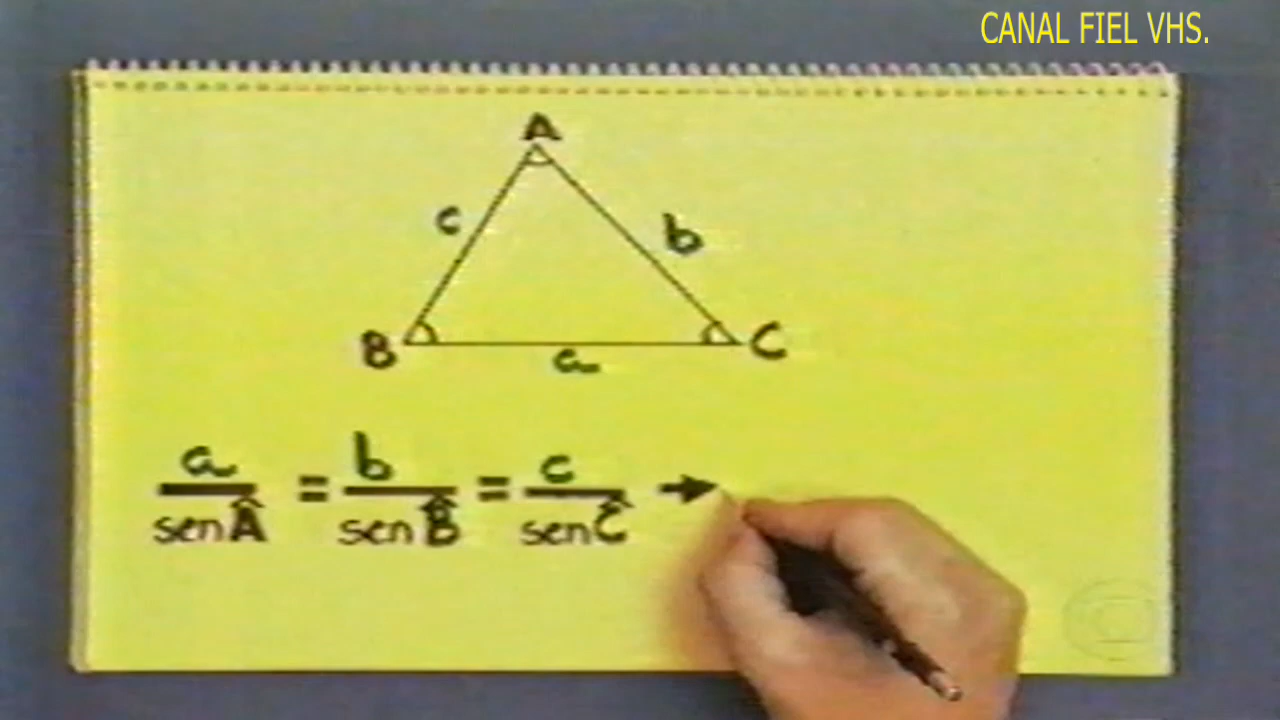 CANAL FIEL VHS.
A
c
b
B
a
C
a = b = c →
senÂ senB̂ senĈ